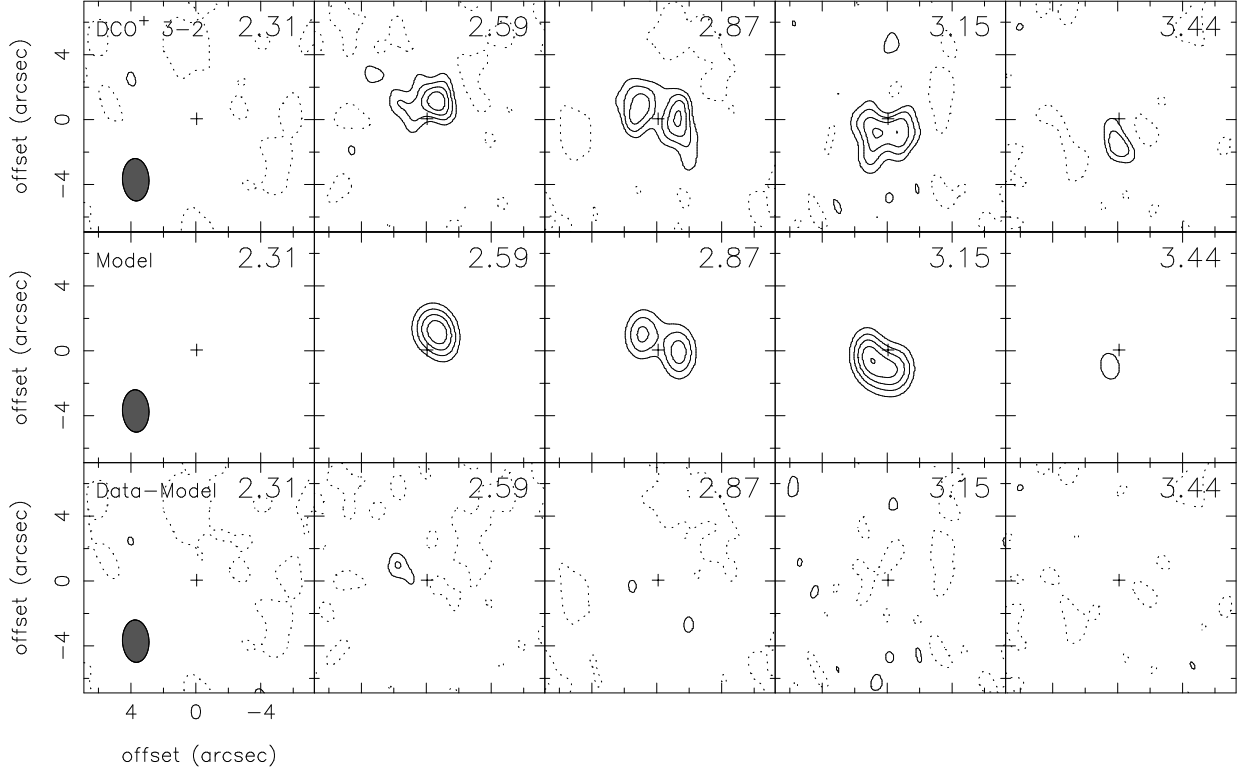 DCO⁺ 3−2 2.31 2.59 2.87 3.15 3.44
offset (arcsec)
4
0
−4
Model 2.31 2.59 2.87 3.15 3.44
offset (arcsec)
4
0
−4
Data−Model 2.31 2.59 2.87 3.15 3.44
offset (arcsec)
4
0
−4
4 0 −4
offset (arcsec)